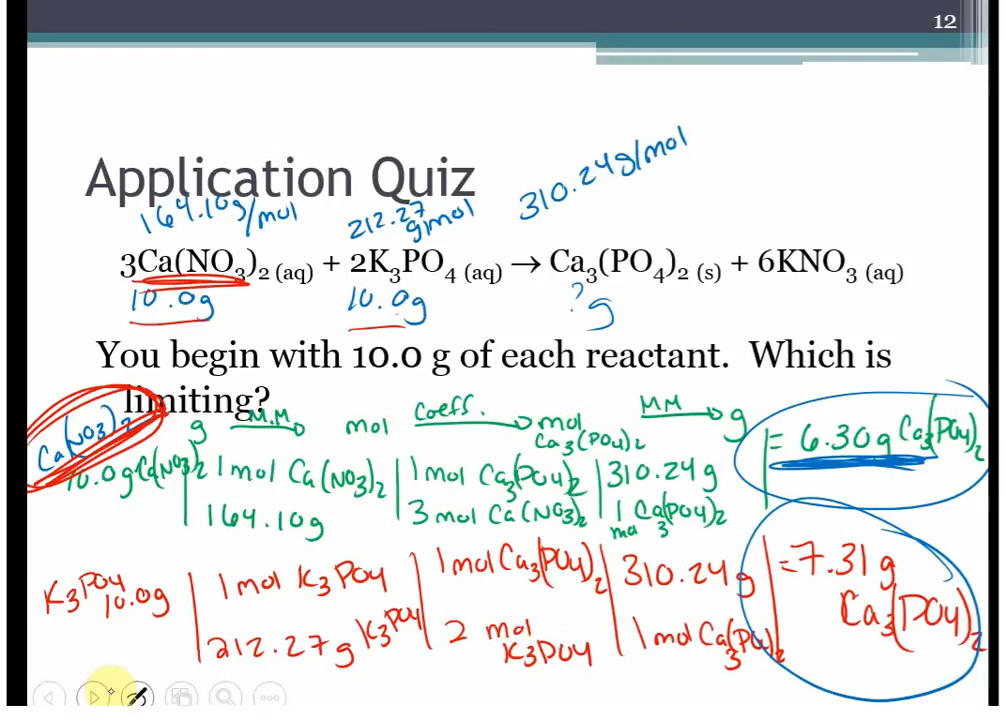 12
Application Quiz
164.10g/mol
212.27 g/mol
310.24g/mol
3Ca(NO₃)₂ (aq) + 2K₃PO₄ (aq) → Ca₃(PO₄)₂ (s) + 6KNO₃ (aq)
10.0g 10.0g ? g
You begin with 10.0 g of each reactant. Which is
limiting?
Ca(NO3)2
g M.M mol Coeff. mol Ca3(PO4)2 MM g
10.0g Ca(NO3)2 | 1 mol Ca(NO3)2 | 1 mol Ca3(PO4)2 | 310.24g | = 6.30g Ca3(PO4)2
164.10g | 3 mol Ca(NO3)2 | 1 mol Ca3(PO4)2
K3PO4 10.0g | 1 mol K3PO4 | 1 mol Ca3(PO4)2 | 310.24 g | = 7.31 g Ca3(PO4)2
212.27g K3PO4 | 2 mol K3PO4 | 1 mol Ca3(PO4)2